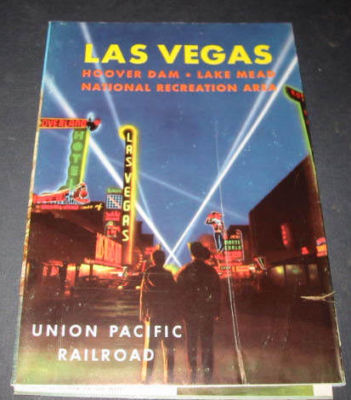 LAS VEGAS
HOOVER DAM • LAKE MEAD
NATIONAL RECREATION AREA
OVERLAND
HOTEL
LAS VEGAS
UNION PACIFIC
RAILROAD